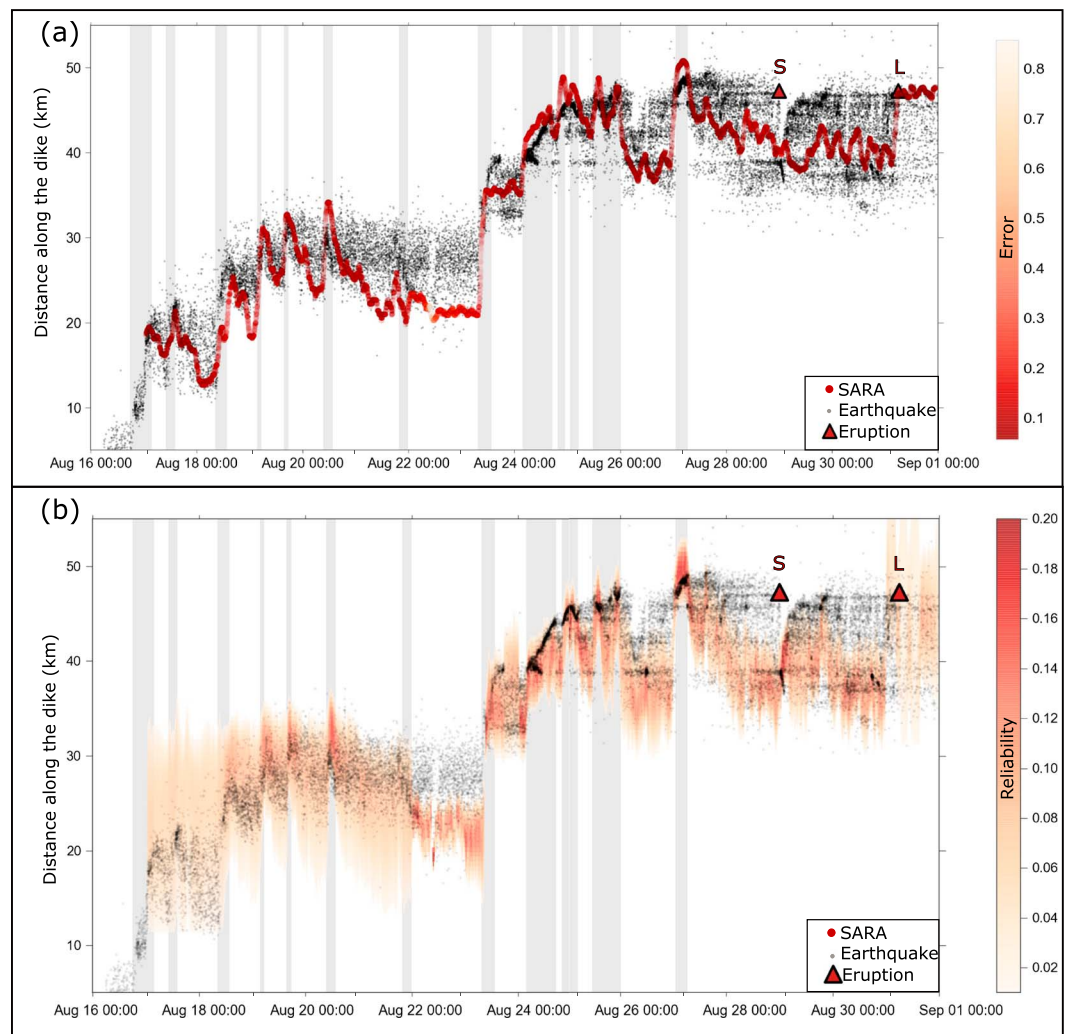 (a)
50
40
30
20
10
Distance along the dike (km)
S
L
0.8
0.7
0.6
0.5
0.4
0.3
0.2
0.1
Error
SARA
Earthquake
Eruption
Aug 16 00:00 Aug 18 00:00 Aug 20 00:00 Aug 22 00:00 Aug 24 00:00 Aug 26 00:00 Aug 28 00:00 Aug 30 00:00 Sep 01 00:00
(b)
50
40
30
20
10
Distance along the dike (km)
S
L
0.20
0.18
0.16
0.14
0.12
0.10
0.08
0.06
0.04
0.02
Reliability
SARA
Earthquake
Eruption
Aug 16 00:00 Aug 18 00:00 Aug 20 00:00 Aug 22 00:00 Aug 24 00:00 Aug 26 00:00 Aug 28 00:00 Aug 30 00:00 Sep 01 00:00